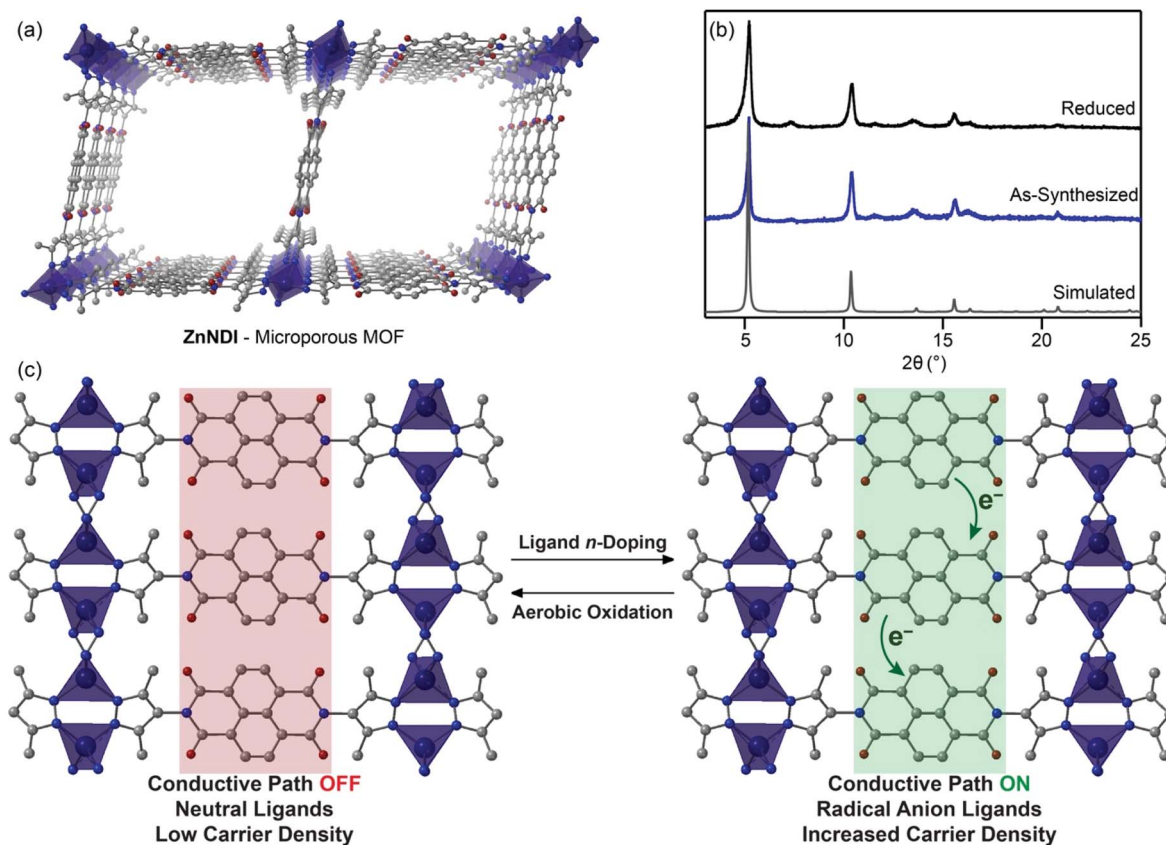 (a)
ZnNDI - Microporous MOF
(b)
Reduced
As-Synthesized
Simulated
5
10
15
20
25
2θ (°)
(c)
Ligand n-Doping
Aerobic Oxidation
e⁻
e⁻
Conductive Path OFF
Neutral Ligands
Low Carrier Density
Conductive Path ON
Radical Anion Ligands
Increased Carrier Density